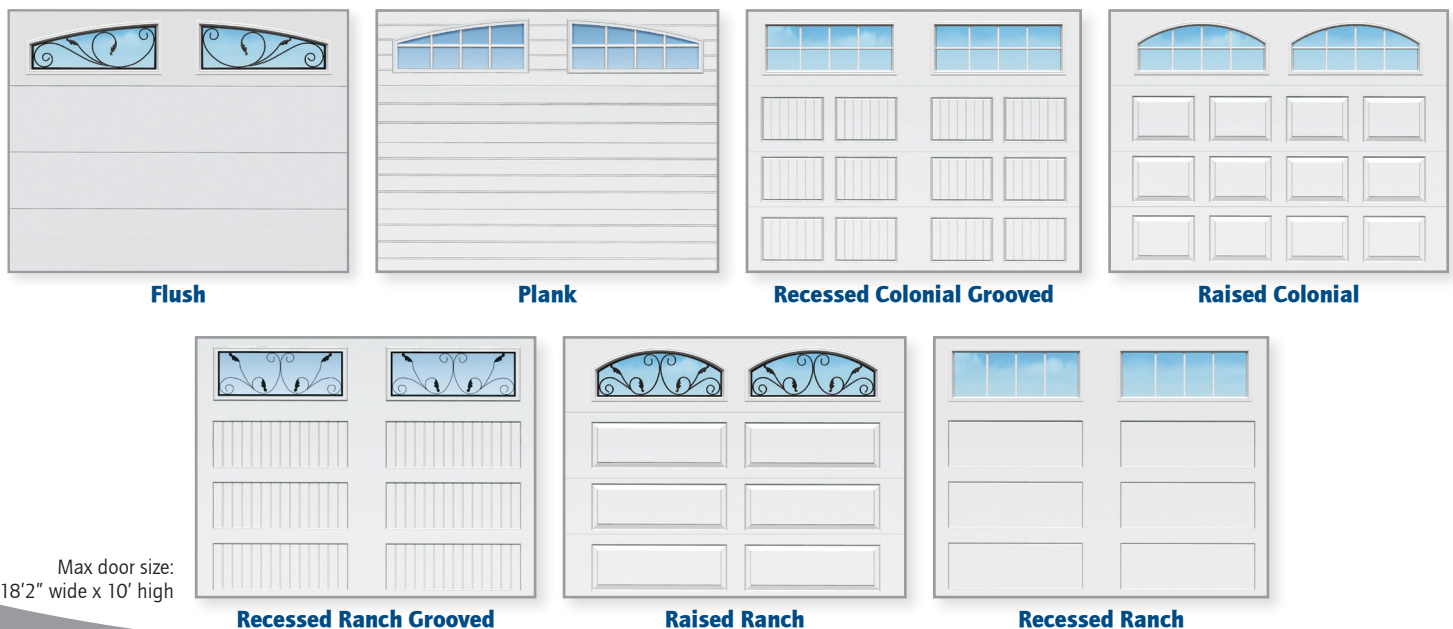 Flush
Plank
Recessed Colonial Grooved
Raised Colonial
Max door size:
18'2" wide x 10' high
Recessed Ranch Grooved
Raised Ranch
Recessed Ranch